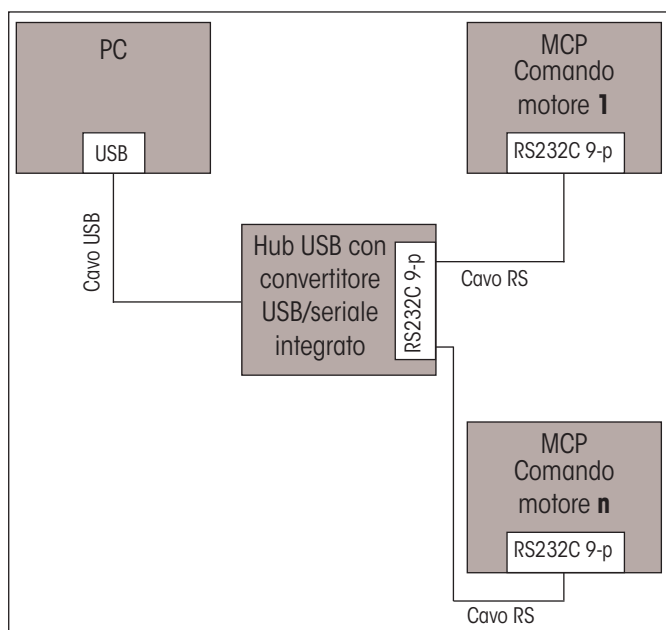 PC
USB
Cavo USB
MCP
Comando
motore 1
RS232C 9-p
Hub USB con
convertitore
USB/seriale
integrato
RS232C 9-p
Cavo RS
MCP
Comando
motore n
RS232C 9-p
Cavo RS